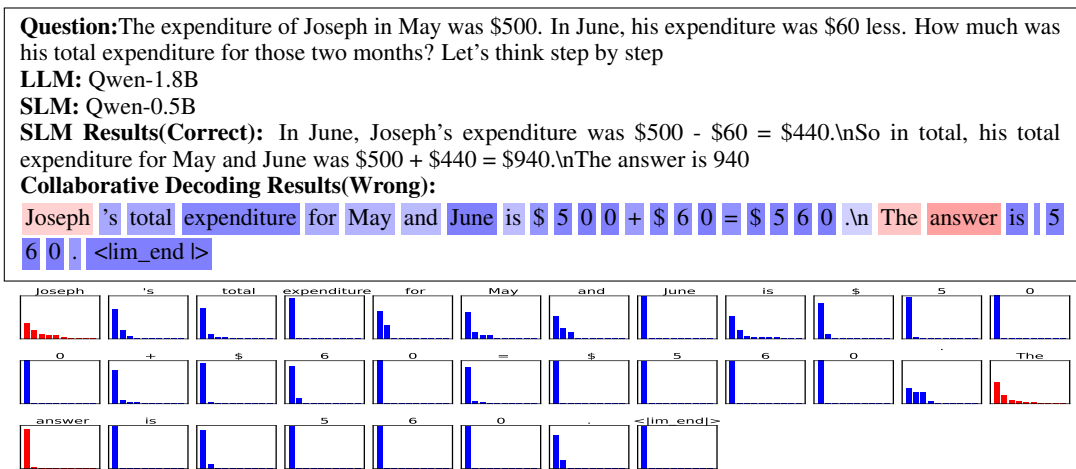 Question:The expenditure of Joseph in May was $500. In June, his expenditure was $60 less. How much was
his total expenditure for those two months? Let's think step by step
LLM: Qwen-1.8B
SLM: Qwen-0.5B
SLM Results(Correct): In June, Joseph's expenditure was $500 - $60 = $440.\nSo in total, his total
expenditure for May and June was $500 + $440 = $940.\nThe answer is 940
Collaborative Decoding Results(Wrong):
Joseph 's total expenditure for May and June is $ 5 0 0 + $ 6 0 = $ 5 6 0 .\n The answer is 5
6 0 . <|im_end |>
Joseph 's total expenditure for May and June is $ 5 0
0 + $ 6 0 = $ 5 6 0 . The
answer is 5 6 0 . <|im_end|>